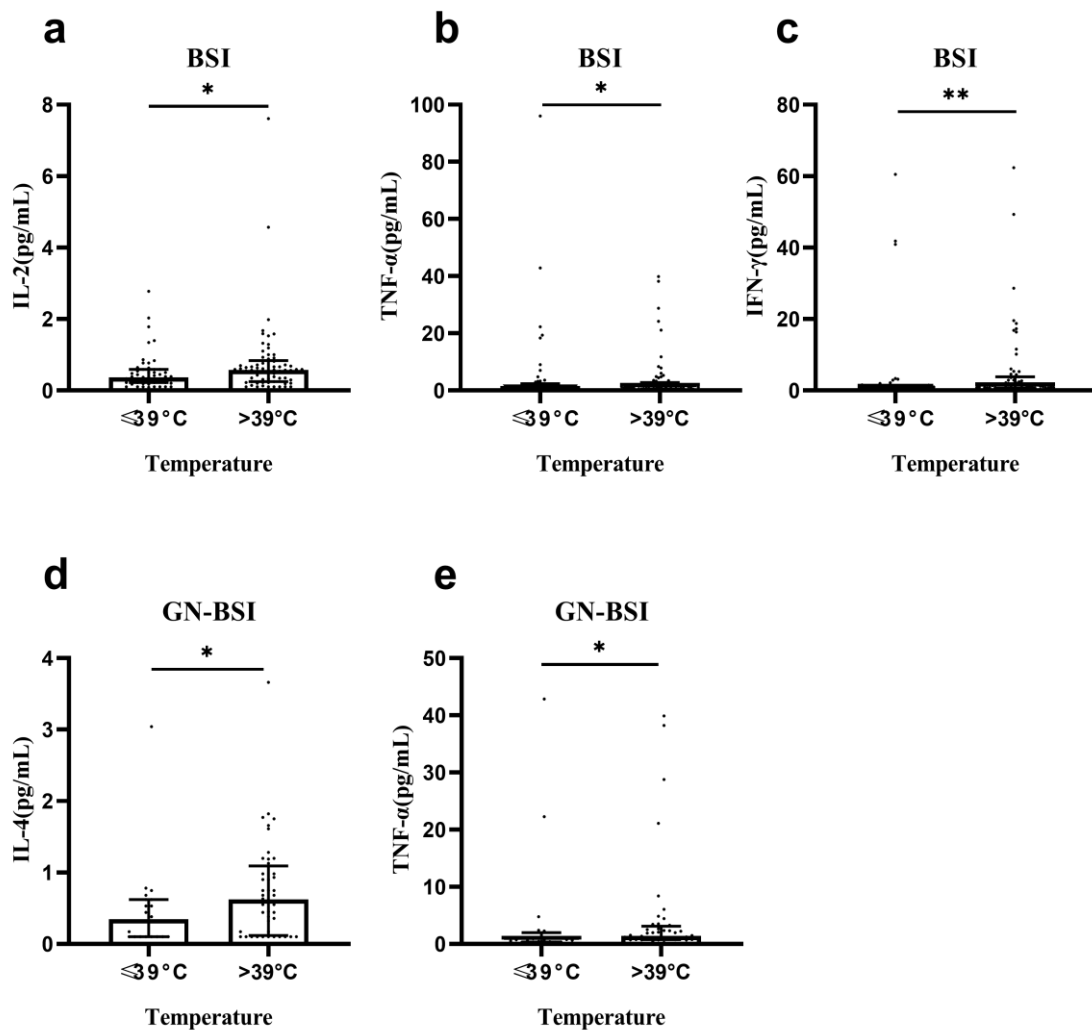 a
BSI
*
IL-2(pg/mL)
8
6
4
2
0
≤39°C >39°C
Temperature
b
BSI
*
TNF-α(pg/mL)
100
80
60
40
20
0
≤39°C >39°C
Temperature
c
BSI
**
IFN-γ(pg/mL)
80
60
40
20
0
≤39°C >39°C
Temperature
d
GN-BSI
*
IL-4(pg/mL)
4
3
2
1
0
≤39°C >39°C
Temperature
e
GN-BSI
*
TNF-α(pg/mL)
50
40
30
20
10
0
≤39°C >39°C
Temperature